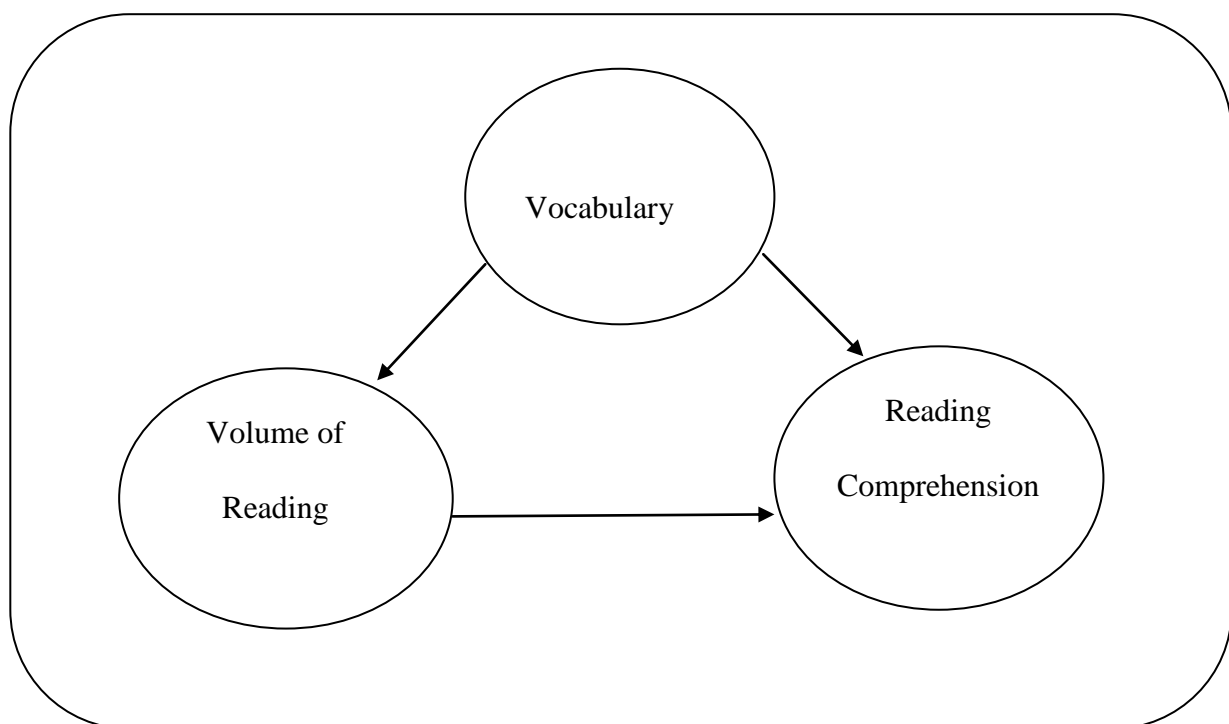 Vocabulary
Volume of
Reading
Reading
Comprehension